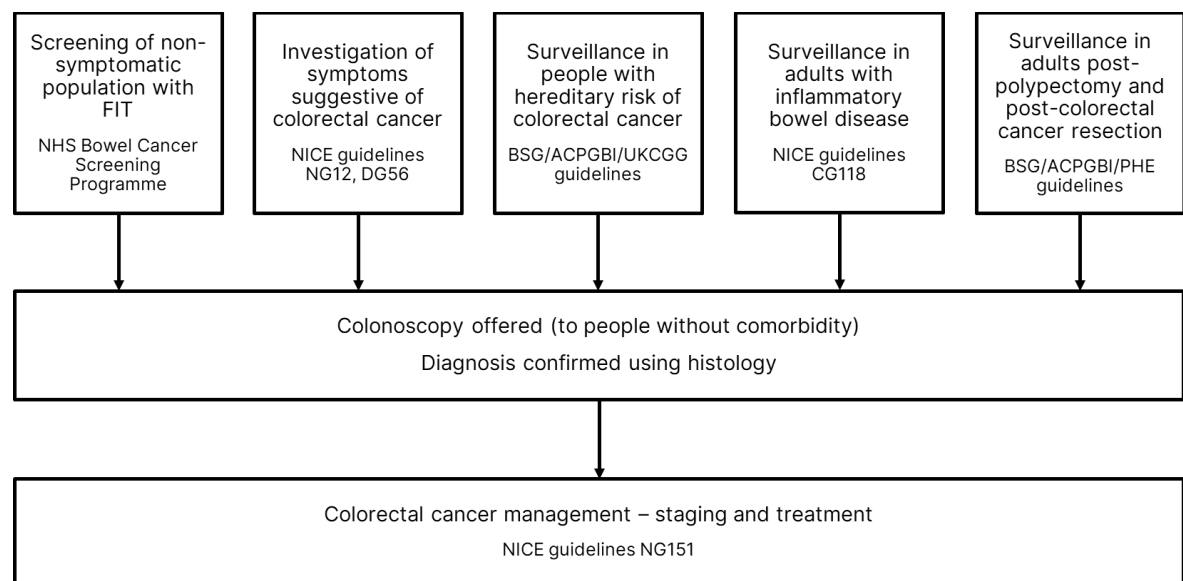 Screening of non-
symptomatic
population with
FIT
NHS Bowel Cancer
Screening
Programme
Investigation of
symptoms
suggestive of
colorectal cancer
NICE guidelines
NG12, DG56
Surveillance in
people with
hereditary risk of
colorectal cancer
BSG/ACPGBI/UKCGG
guidelines
Surveillance in
adults with
inflammatory
bowel disease
NICE guidelines
CG118
Surveillance in
adults post-
polypectomy and
post-colorectal
cancer resection
BSG/ACPGBI/PHE
guidelines
Colonoscopy offered (to people without comorbidity)
Diagnosis confirmed using histology
Colorectal cancer management – staging and treatment
NICE guidelines NG151